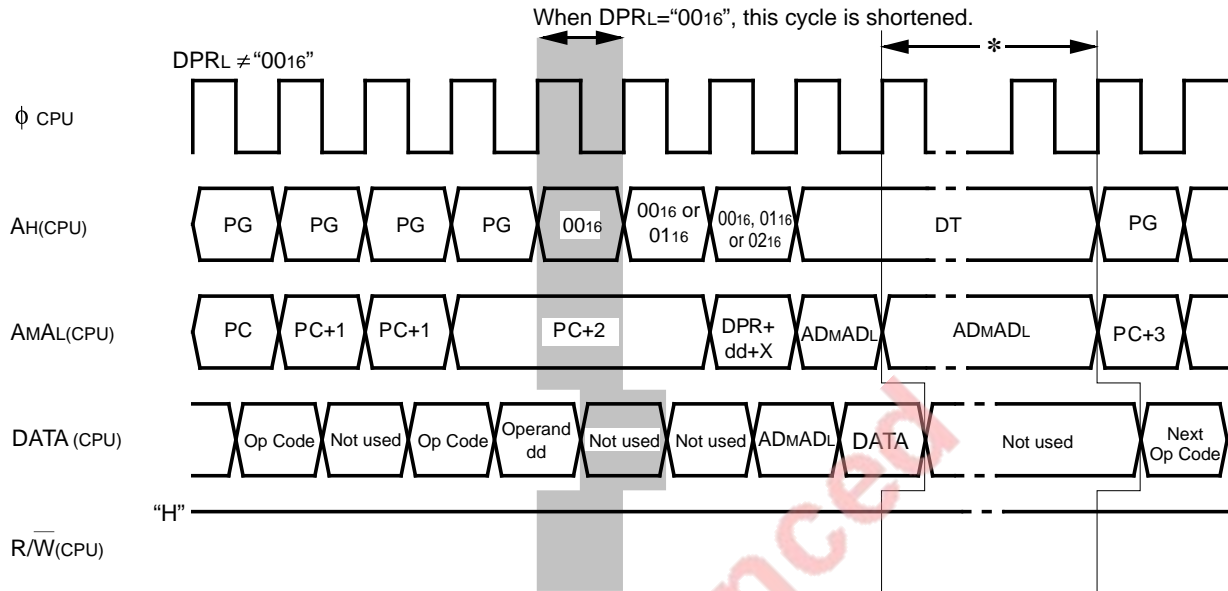 When DPRL="0016", this cycle is shortened.
*
DPRL ≠ "0016"
ϕ CPU
AH(CPU)
PG PG PG PG 0016 0016 or 0116 0016, 0116 or 0216 DT PG
AMAL(CPU)
PC PC+1 PC+1 PC+2 DPR+ dd+X ADMADL ADMADL PC+3
DATA (CPU)
Op Code Not used Op Code Operand dd Not used Not used ADMADL DATA Not used Next Op Code
"H"
R/W̅(CPU)